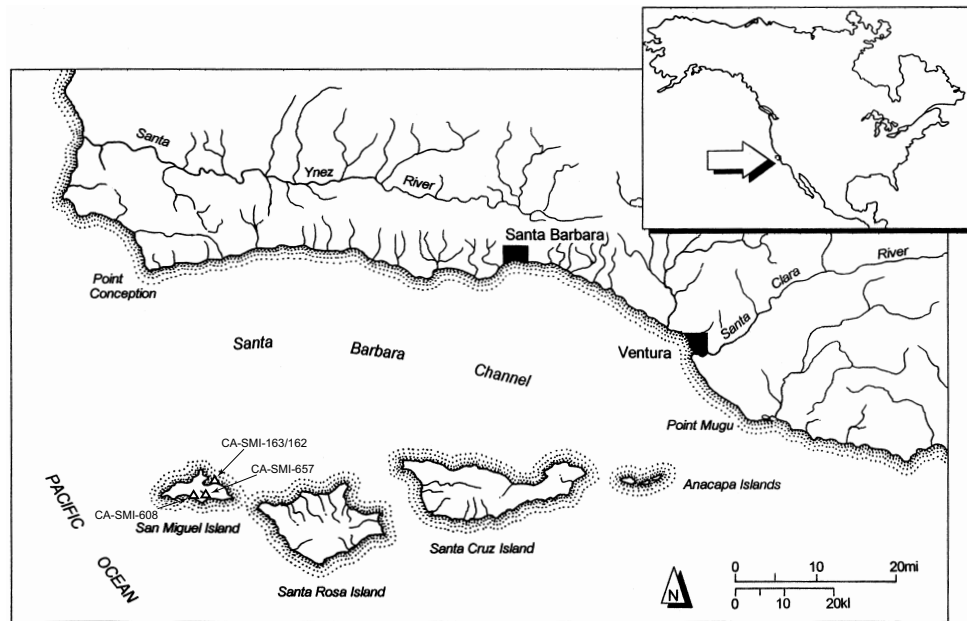 Santa
Ynez
River
Santa Barbara
Point
Conception
Santa Clara River
Santa Barbara Channel
Ventura
Point Mugu
CA-SMI-163/162
CA-SMI-657
CA-SMI-608
San Miguel Island
Anacapa Islands
Santa Cruz Island
Santa Rosa Island
PACIFIC
OCEAN
N
0 10 20mi
0 10 20kl